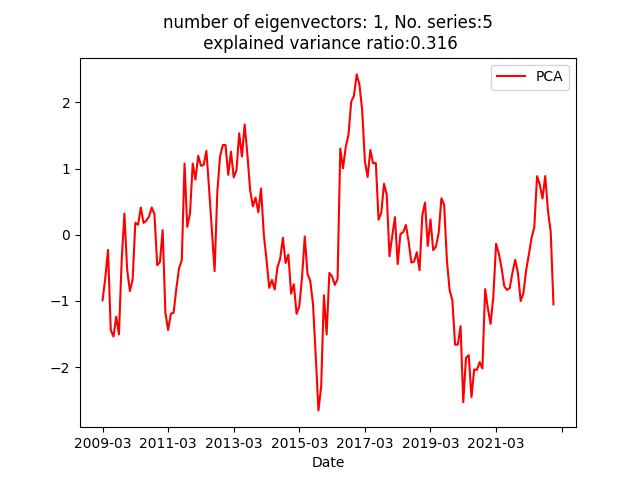 number of eigenvectors: 1, No. series:5
explained variance ratio:0.316
PCA
2
1
0
−1
−2
2009-03 2011-03 2013-03 2015-03 2017-03 2019-03 2021-03
Date